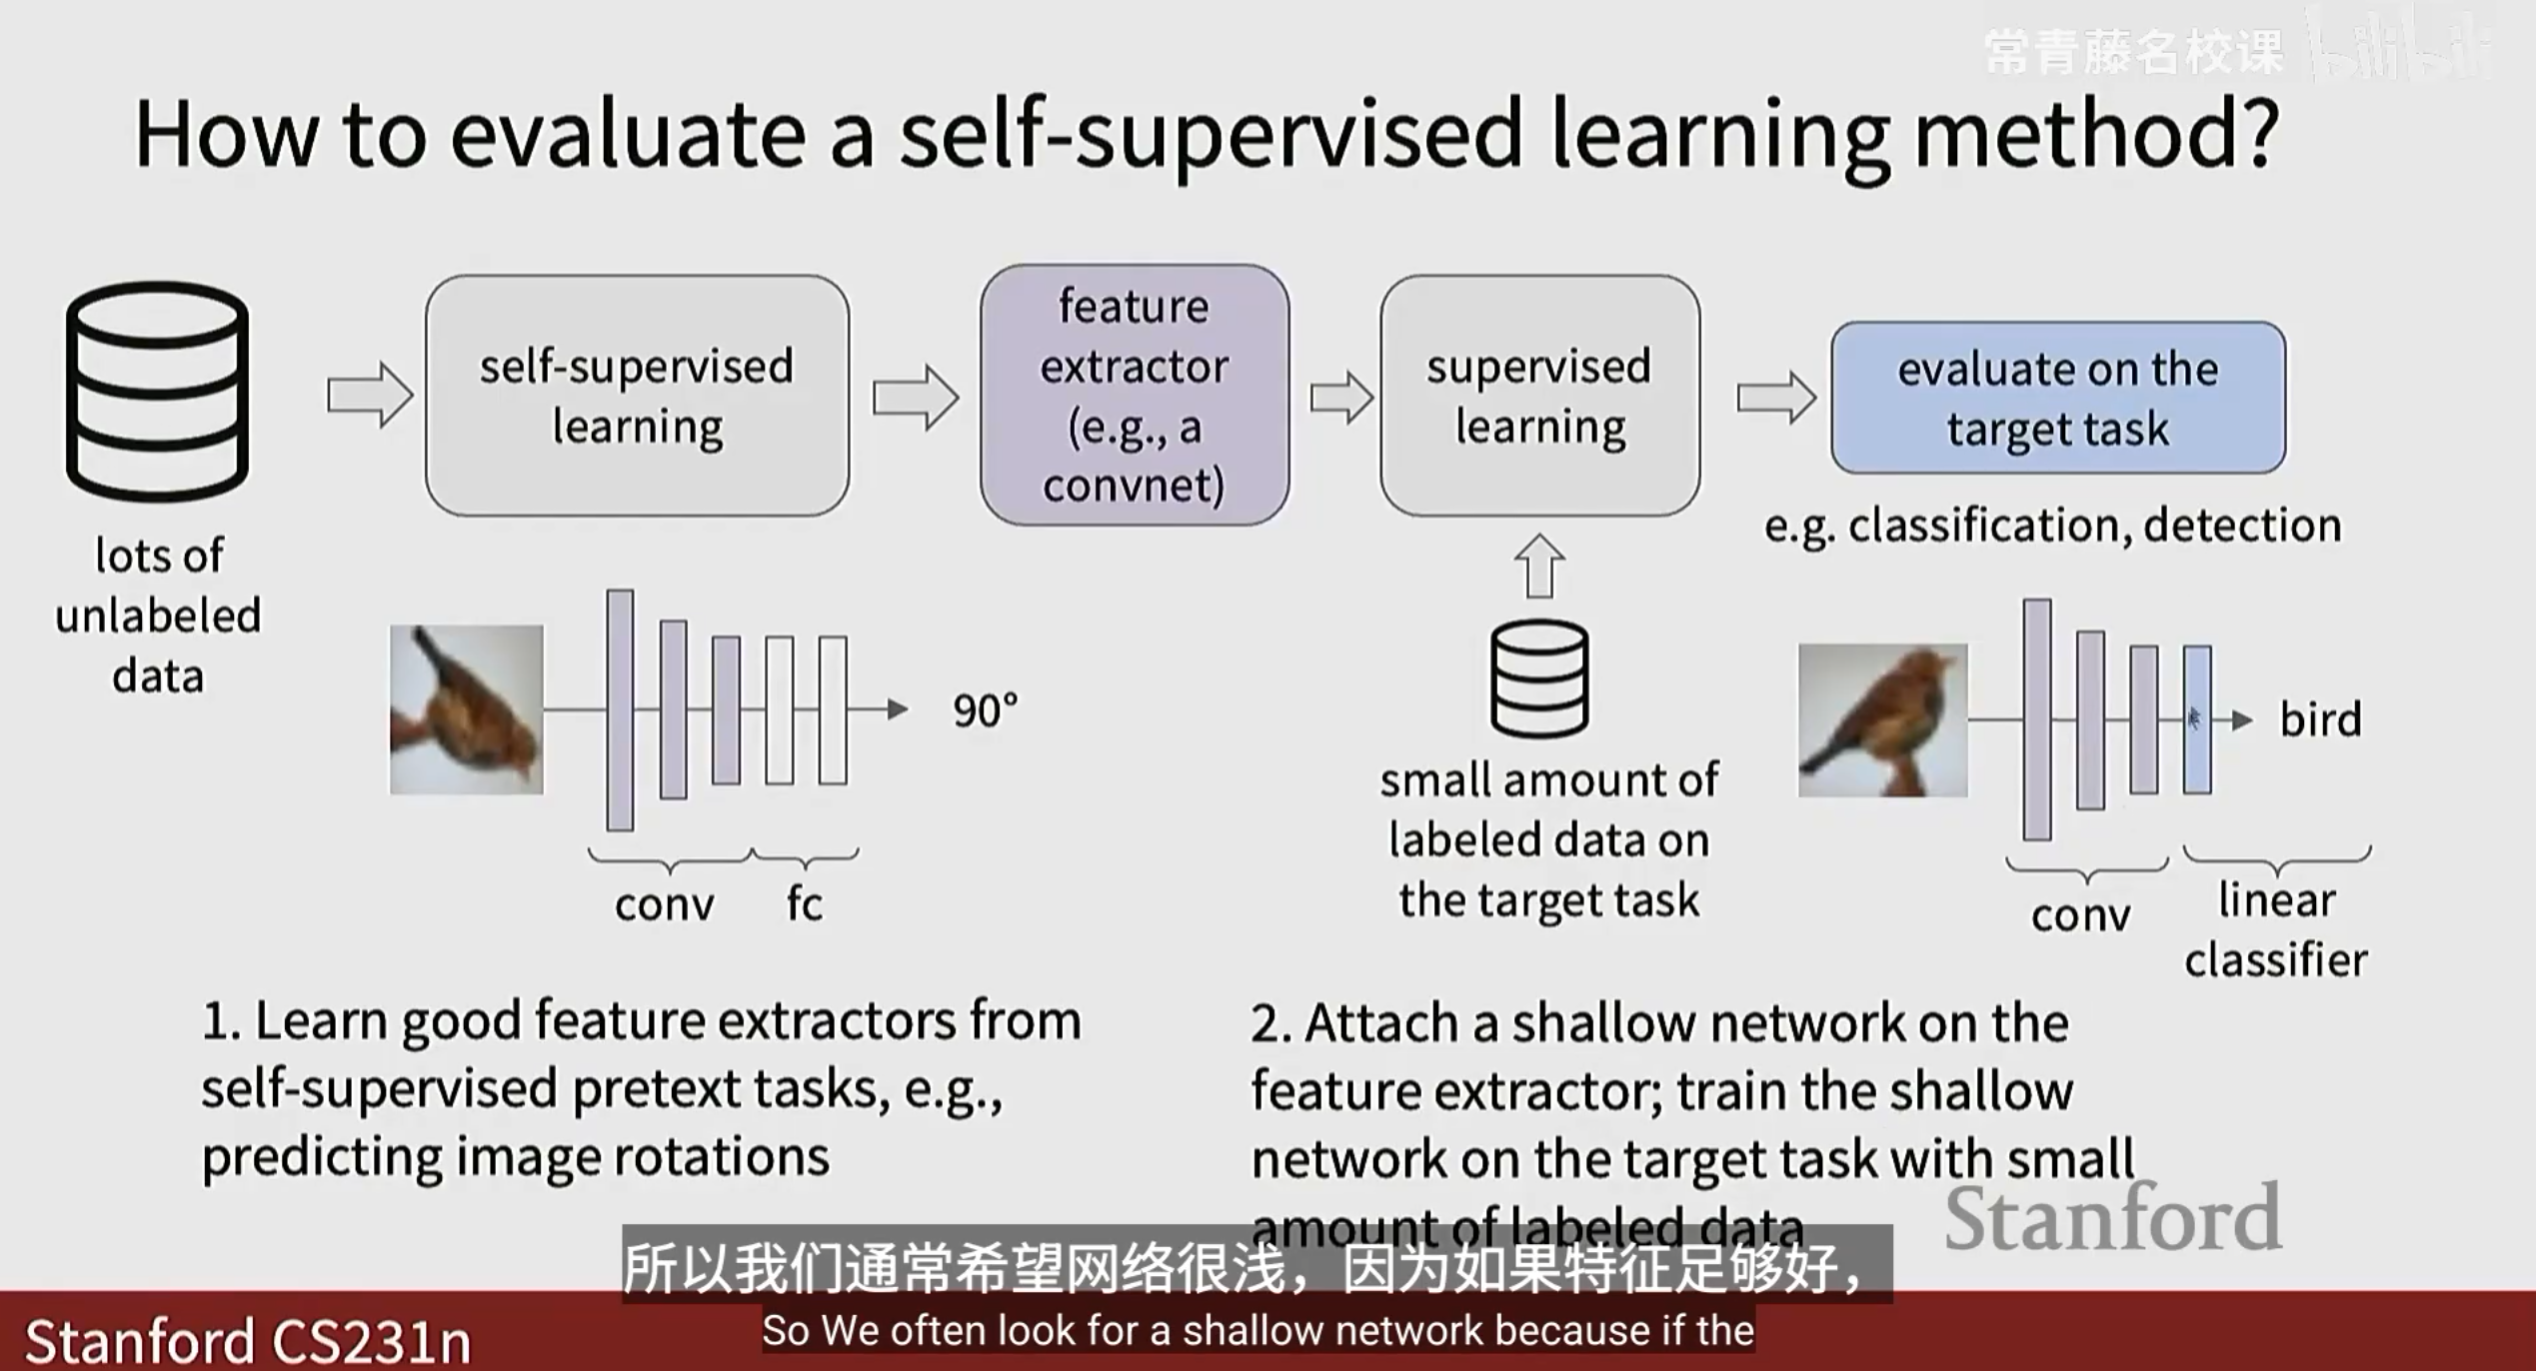 常青藤名校课 bilibili
How to evaluate a self-supervised learning method?
lots of
unlabeled
data
self-supervised
learning
feature
extractor
(e.g., a
convnet)
supervised
learning
evaluate on the
target task
e.g. classification, detection
90°
conv
fc
small amount of
labeled data on
the target task
bird
conv
linear
classifier
1. Learn good feature extractors from
self-supervised pretext tasks, e.g.,
predicting image rotations
2. Attach a shallow network on the
feature extractor; train the shallow
network on the target task with small
amount of labeled data
Stanford
所以我们通常希望网络很浅，因为如果特征足够好，
So We often look for a shallow network because if the
Stanford CS231n